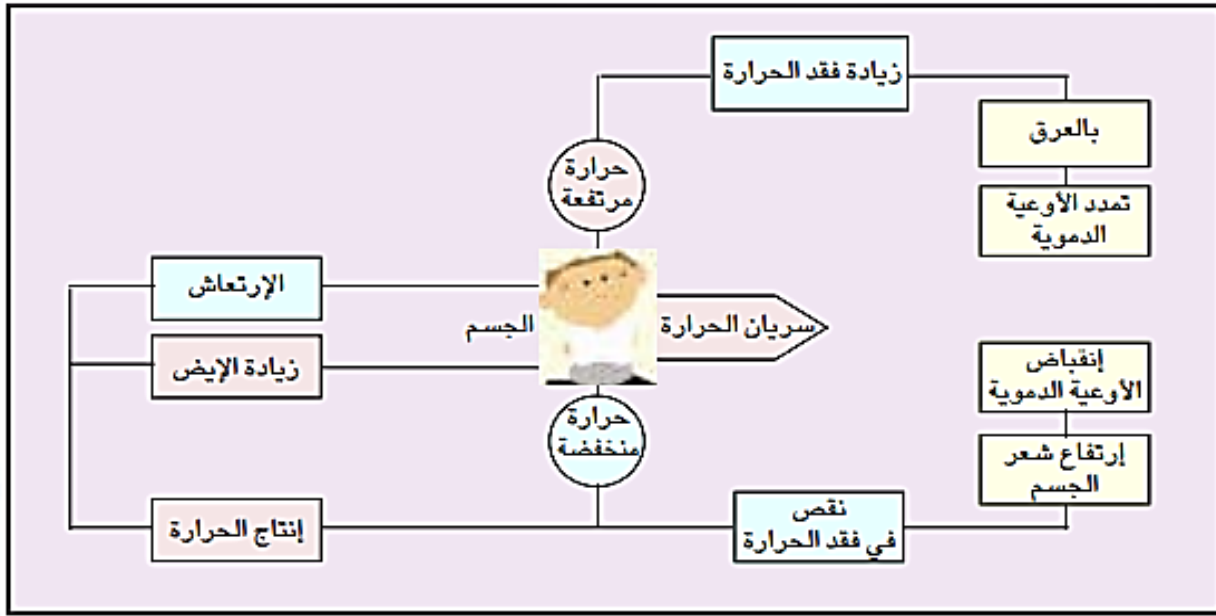 زيادة فقد الحرارة
بالعرق
تمدد الأوعية
الدموية
حرارة
مرتفعة
الإرتعاش
زيادة الإيض
الجسم
سريان الحرارة
إنقباض
الأوعية الدموية
إرتفاع شعر
الجسم
حرارة
منخفضة
نقص
في فقد الحرارة
إنتاج الحرارة